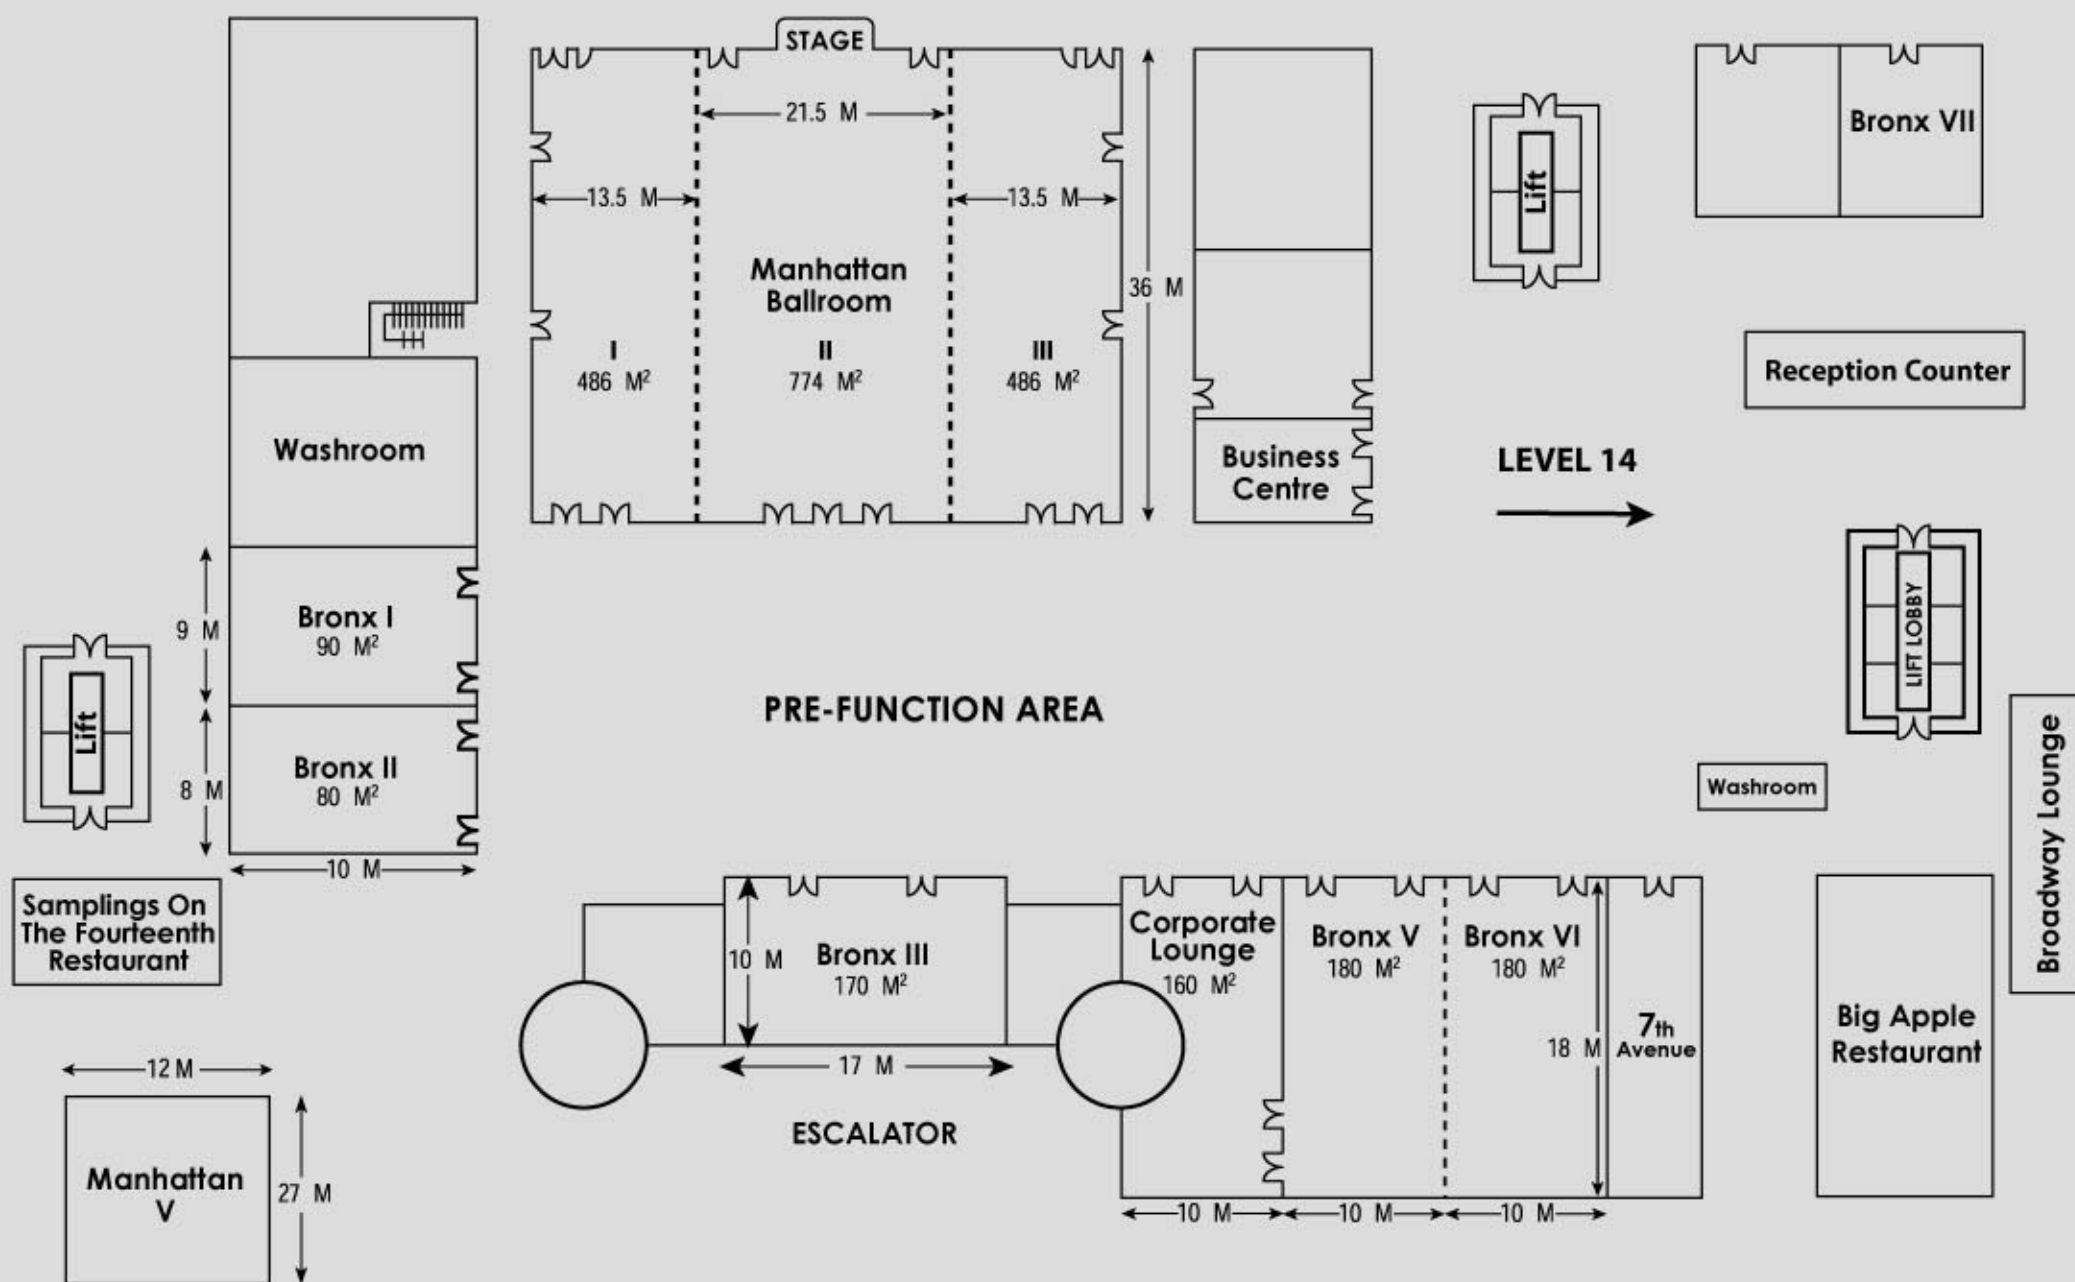 STAGE
21.5 M
13.5 M
13.5 M
Manhattan
Ballroom
36 M
I
486 M²
II
774 M²
III
486 M²
Lift
Bronx VII
Reception Counter
Washroom
Business
Centre
LEVEL 14
LIFT LOBBY
9 M
Bronx I
90 M²
Lift
8 M
Bronx II
80 M²
10 M
PRE-FUNCTION AREA
Washroom
Broadway Lounge
Samplings On
The Fourteenth
Restaurant
10 M
Bronx III
170 M²
17 M
ESCALATOR
Corporate
Lounge
160 M²
Bronx V
180 M²
Bronx VI
180 M²
18 M
7th
Avenue
Big Apple
Restaurant
10 M
10 M
10 M
12 M
Manhattan
V
27 M